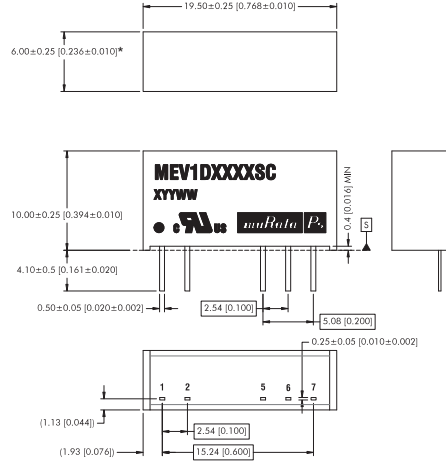 19.50±0.25 [0.768±0.010]
6.00±0.25 [0.236±0.010]*
MEV1DXXXXSC
XYYWW
c RU us muRata Ps
10.00±0.25 [0.394±0.010]
0.4 [0.016] MIN
S
4.10±0.5 [0.161±0.020]
0.50±0.05 [0.020±0.002]
2.54 [0.100]
5.08 [0.200]
0.25±0.05 [0.010±0.002]
1 2 5 6 7
(1.13 [0.044])
2.54 [0.100]
(1.93 [0.076])
15.24 [0.600]